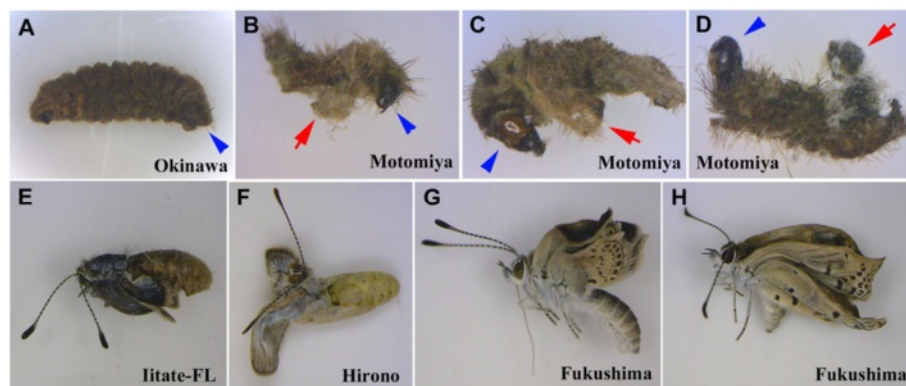 A
Okinawa
B
Motomiya
C
Motomiya
D
Motomiya
E
Iitate-FL
F
Hirono
G
Fukushima
H
Fukushima